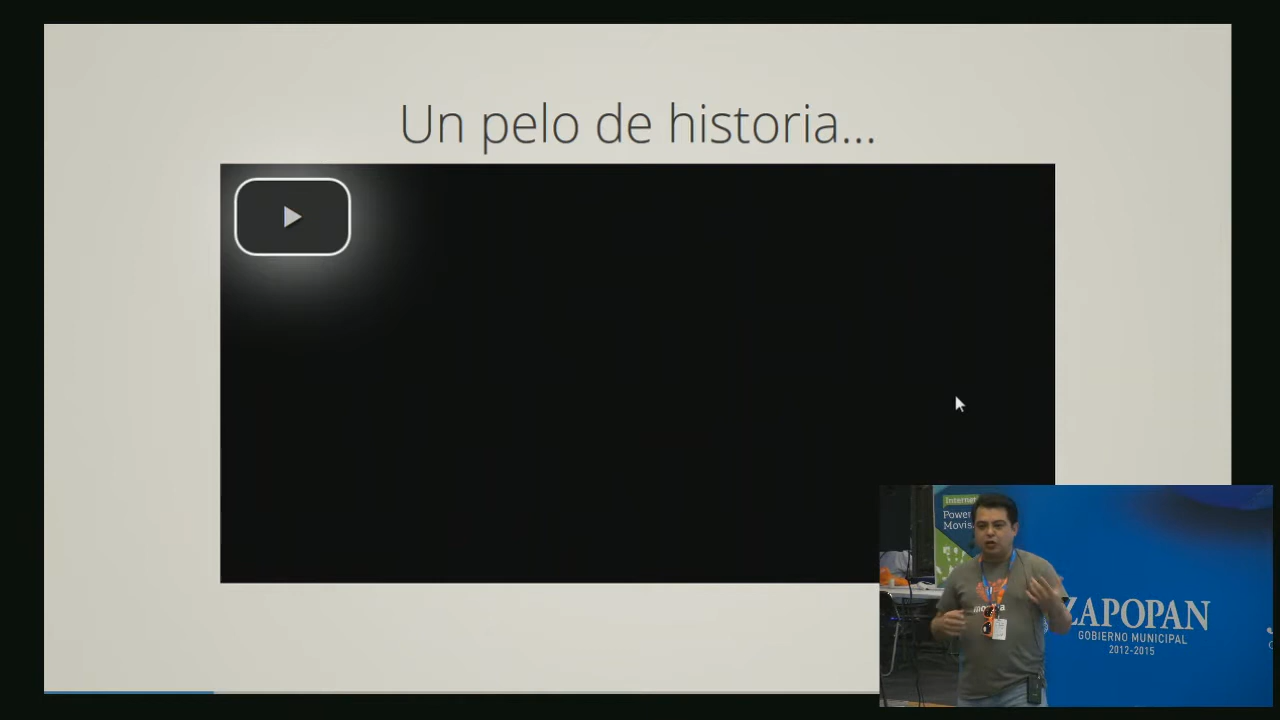 Un pelo de historia...
Internet
Power
Movis
ZAPOPAN
GOBIERNO MUNICIPAL
2012-2015